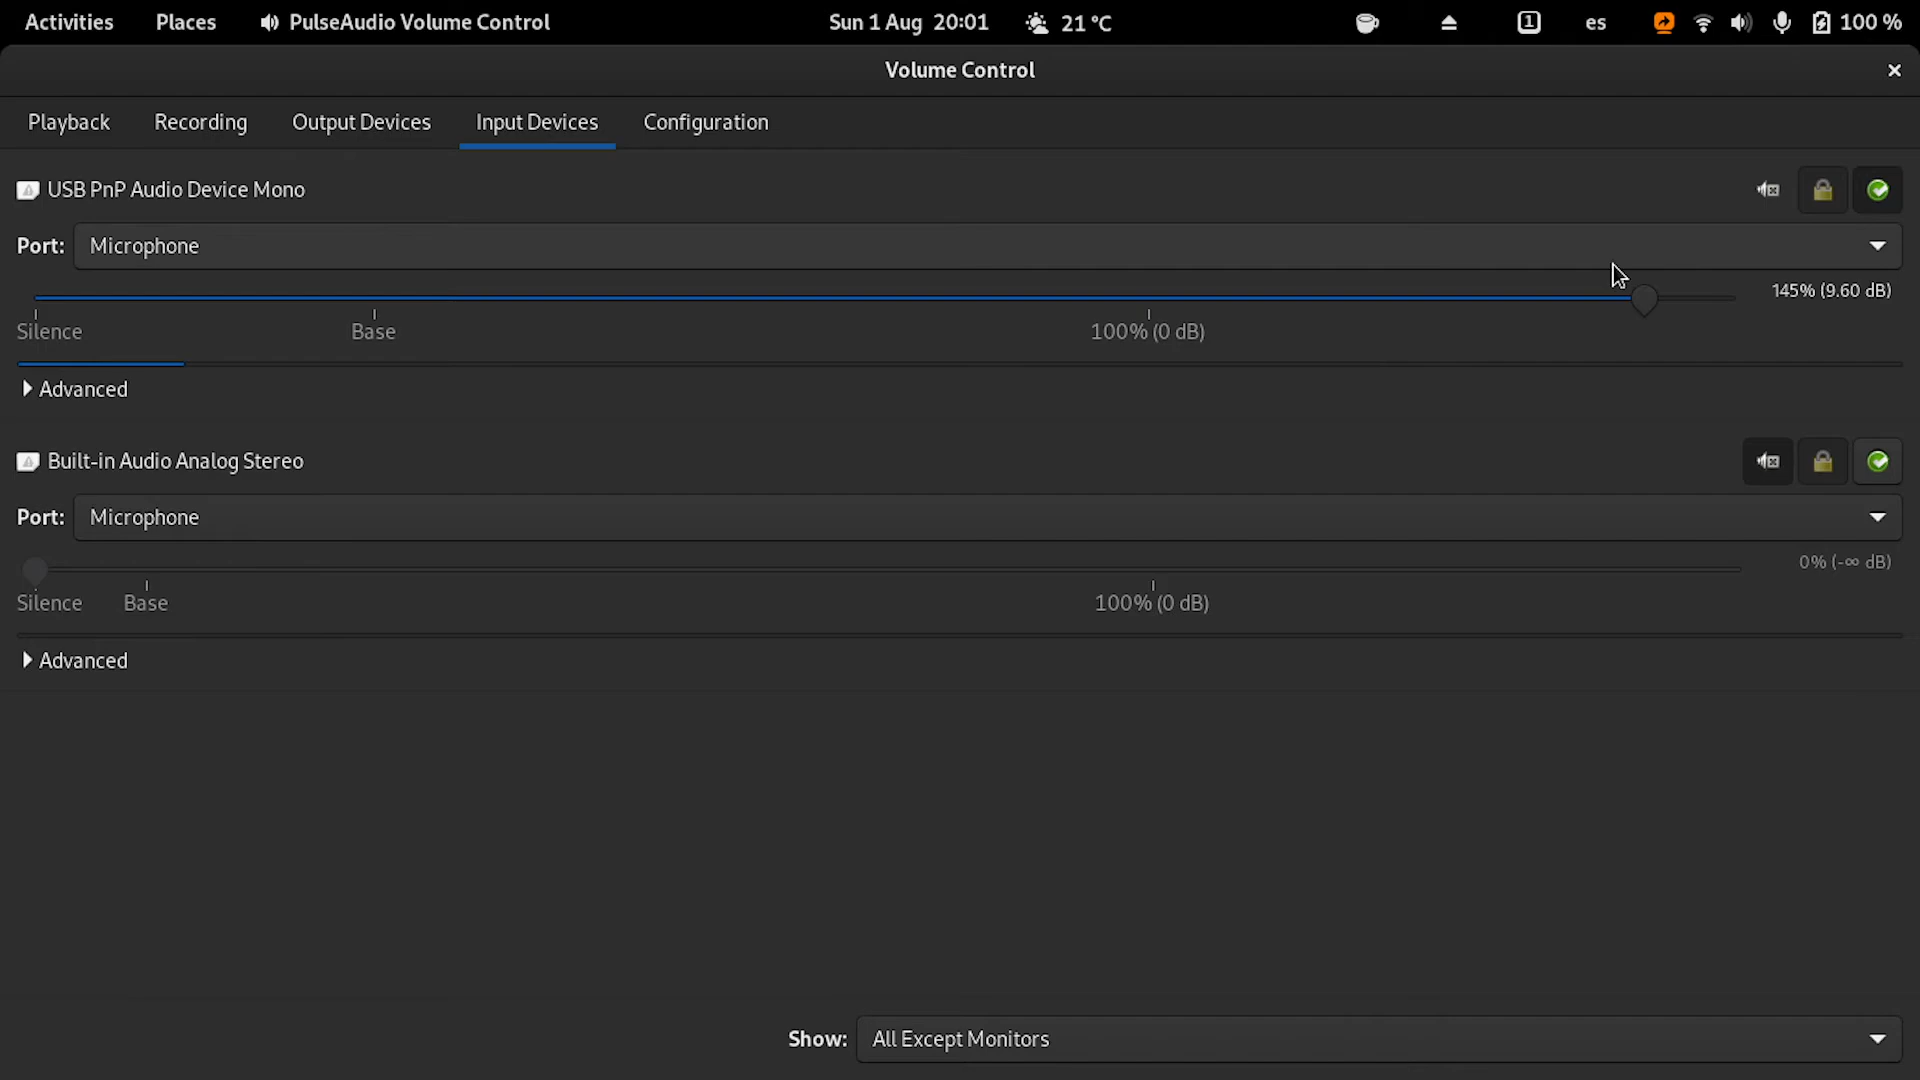 Activities Places PulseAudio Volume Control Sun 1 Aug 20:01 21 °C 1 es 100 %
Volume Control
Playback Recording Output Devices Input Devices Configuration
USB PnP Audio Device Mono
Port: Microphone
145% (9.60 dB)
Silence Base 100% (0 dB)
Advanced
Built-in Audio Analog Stereo
Port: Microphone
0% (-∞ dB)
Silence Base 100% (0 dB)
Advanced
Show: All Except Monitors